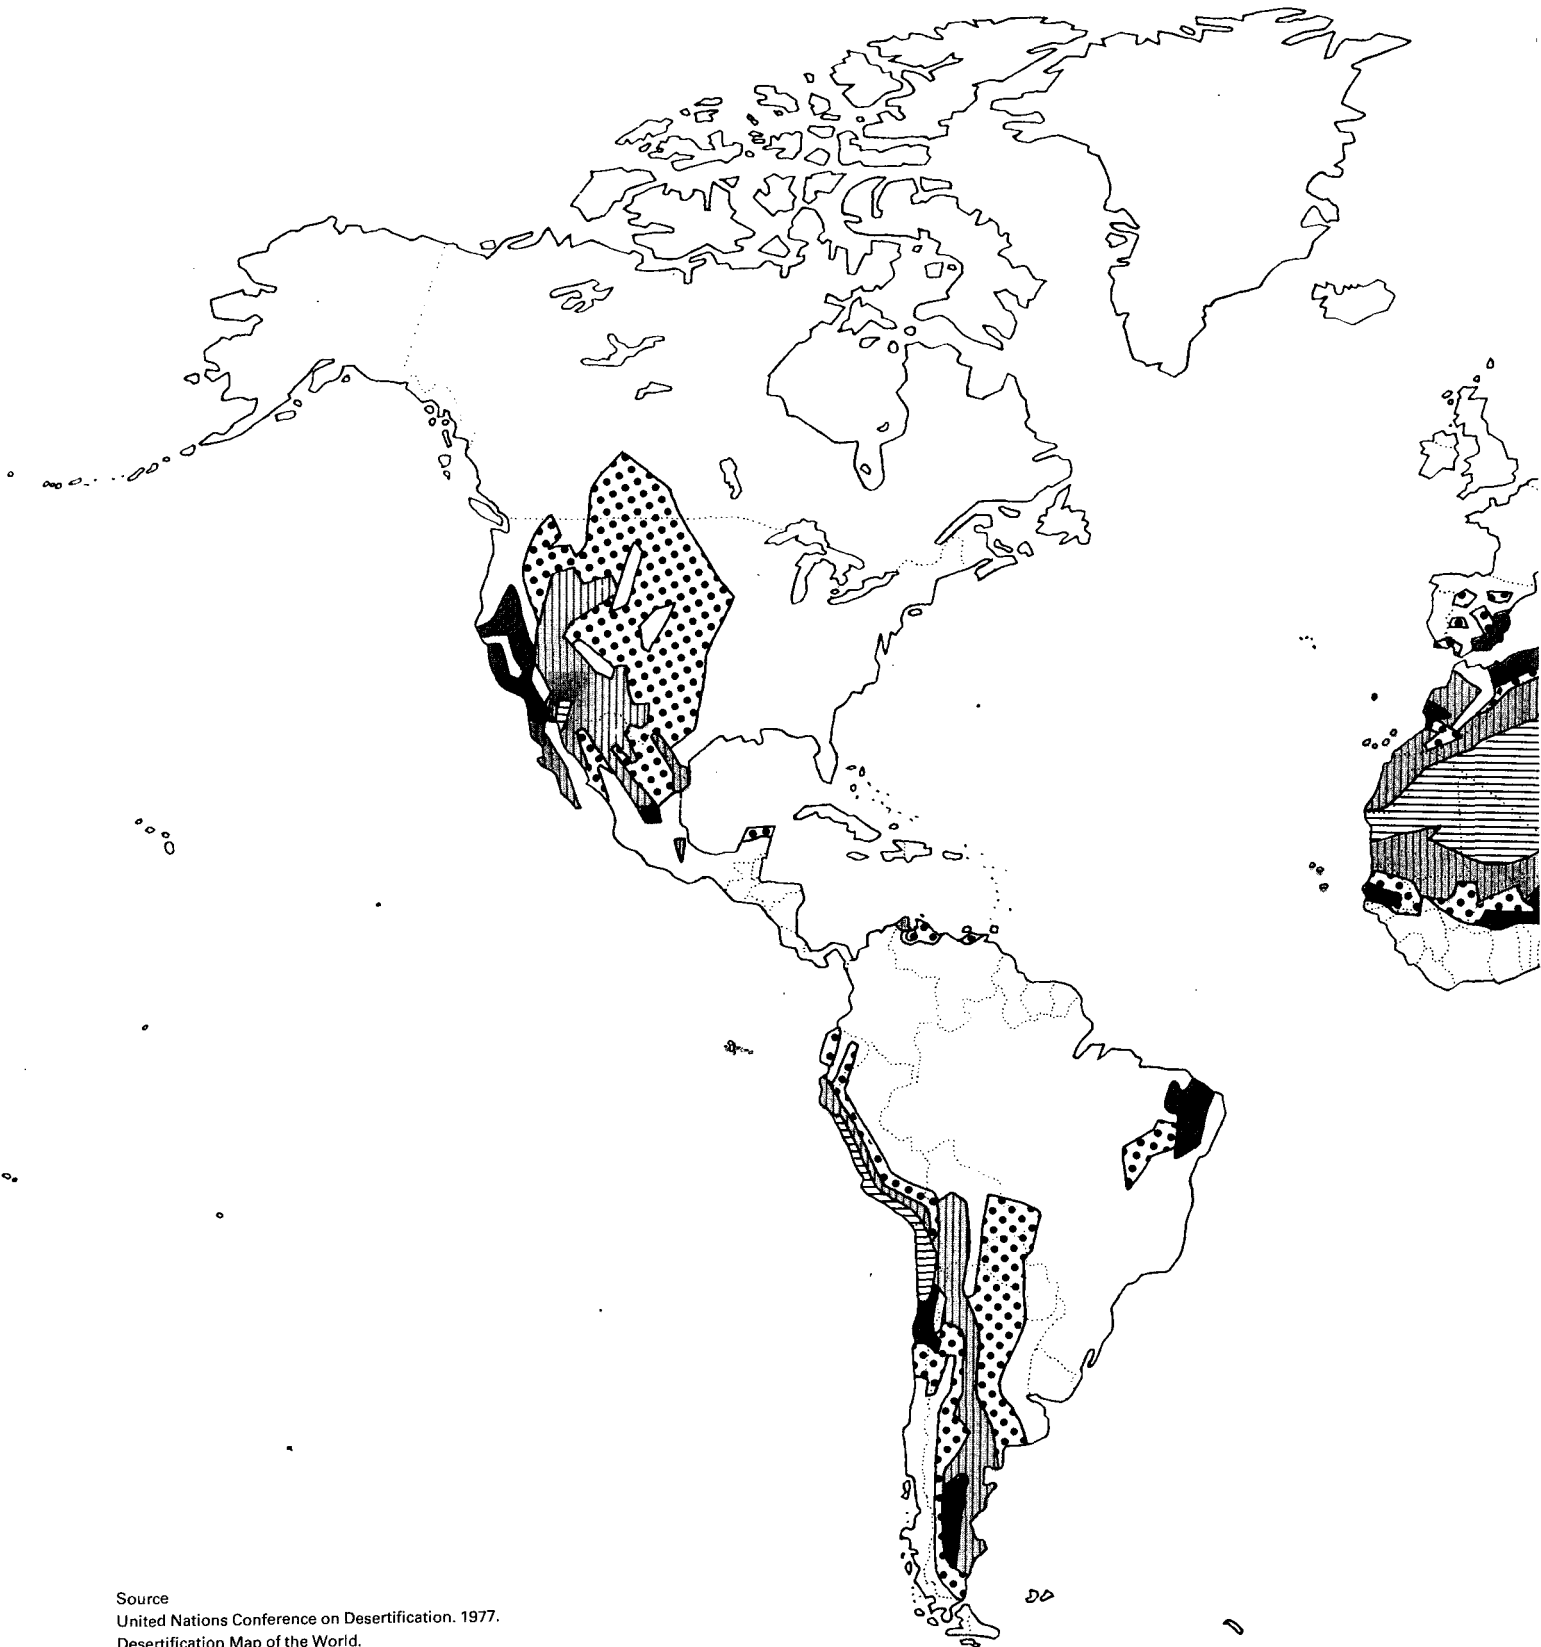 Source
United Nations Conference on Desertification. 1977.
Desertification Map of the World.